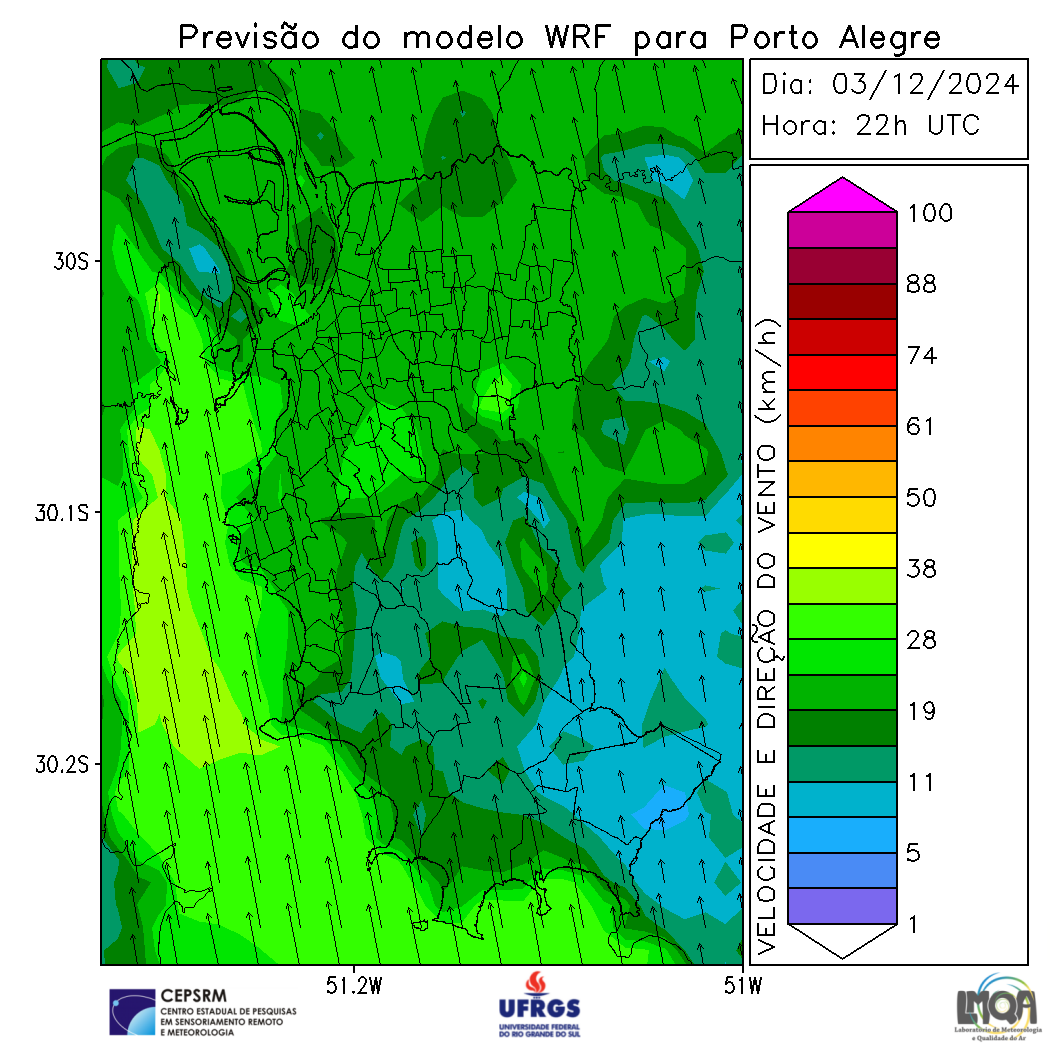 Previsão do modelo WRF para Porto Alegre
Dia: 03/12/2024
Hora: 22h UTC
30S
30.1S
30.2S
51.2W
51W
VELOCIDADE E DIREÇÃO DO VENTO (km/h)
100
88
74
61
50
38
28
19
11
5
1
CEPSRM
CENTRO ESTADUAL DE PESQUISAS
EM SENSORIAMENTO REMOTO
E METEOROLOGIA
UFRGS
UNIVERSIDADE FEDERAL
DO RIO GRANDE DO SUL
LMQA
Laboratório de Meteorologia
e Qualidade do Ar